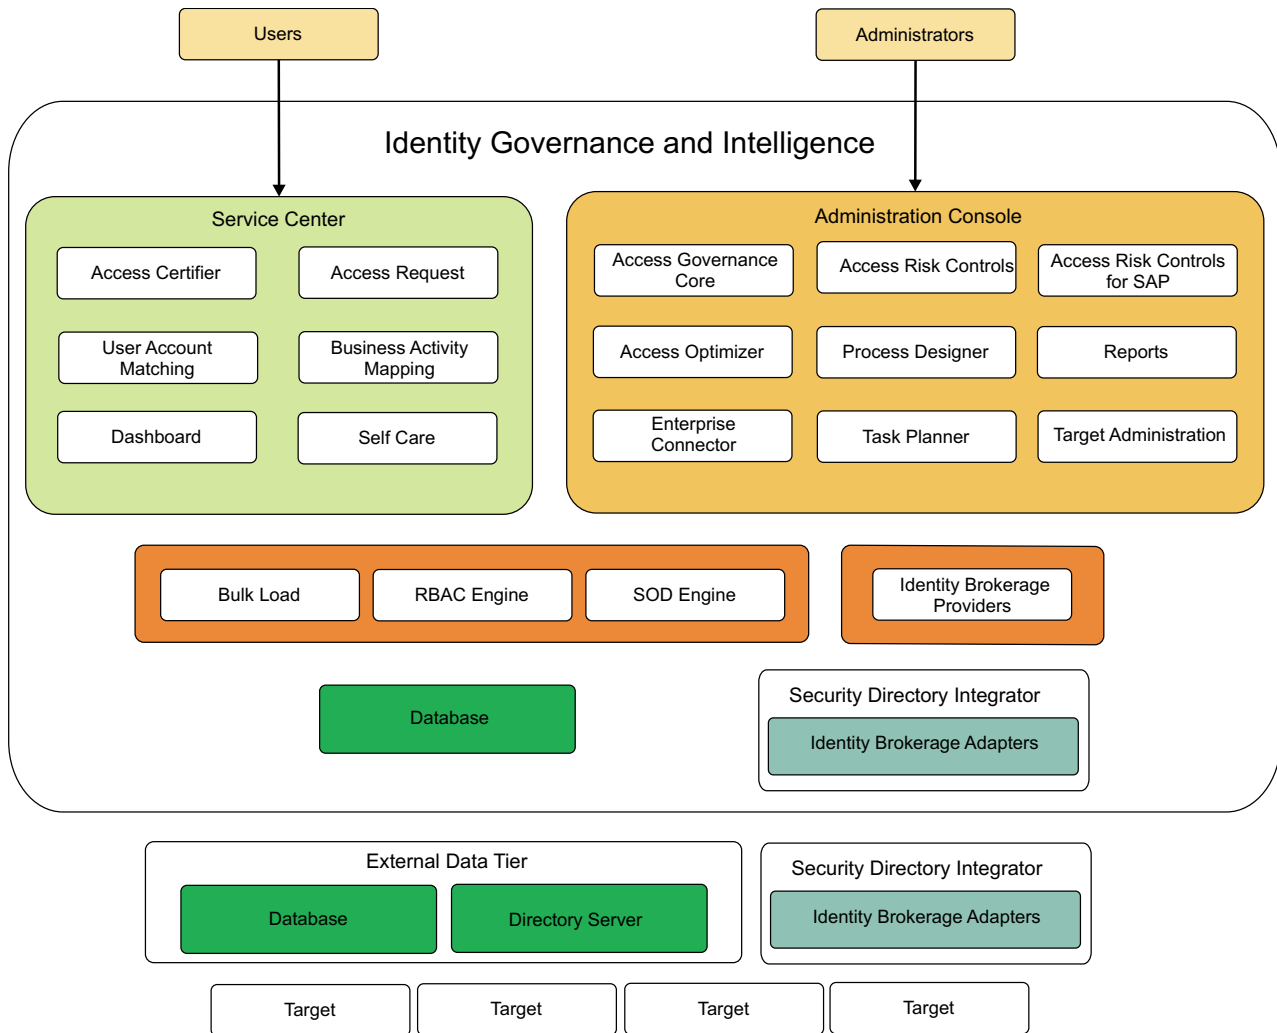 Users
Administrators
Identity Governance and Intelligence
Service Center
Access Certifier
Access Request
User Account
Matching
Business Activity
Mapping
Dashboard
Self Care
Administration Console
Access Governance
Core
Access Risk Controls
Access Risk Controls
for SAP
Access Optimizer
Process Designer
Reports
Enterprise
Connector
Task Planner
Target Administration
Bulk Load
RBAC Engine
SOD Engine
Identity Brokerage
Providers
Database
Security Directory Integrator
Identity Brokerage Adapters
External Data Tier
Database
Directory Server
Security Directory Integrator
Identity Brokerage Adapters
Target
Target
Target
Target